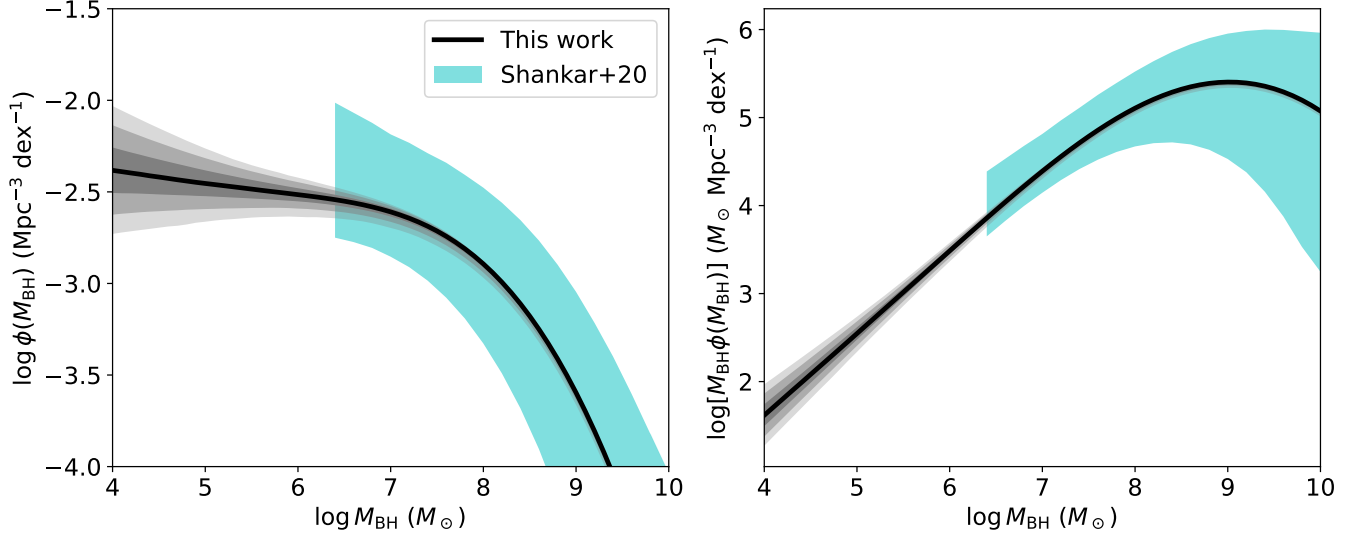 −1.5
−2.0
−2.5
−3.0
−3.5
−4.0
log ϕ(M_BH) (Mpc⁻³ dex⁻¹)
4 5 6 7 8 9 10
log M_BH (M_⊙)
This work
Shankar+20
6
5
4
3
2
log[M_BHϕ(M_BH)] (M_⊙ Mpc⁻³ dex⁻¹)
4 5 6 7 8 9 10
log M_BH (M_⊙)